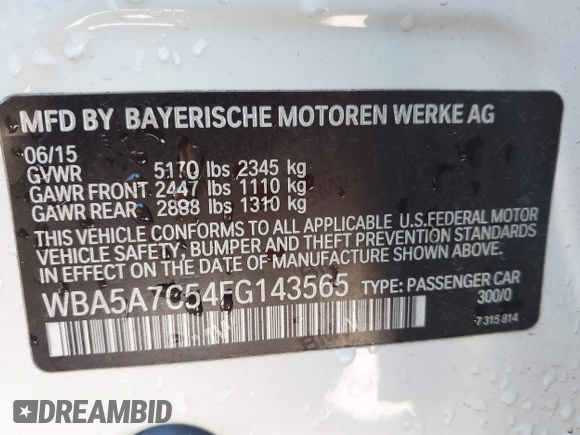 MFD BY BAYERISCHE MOTOREN WERKE AG
06/15
GVWR 5170 lbs 2345 kg
GAWR FRONT 2447 lbs 1110 kg
GAWR REAR 2888 lbs 1310 kg
THIS VEHICLE CONFORMS TO ALL APPLICABLE U.S.FEDERAL MOTOR
VEHICLE SAFETY, BUMPER AND THEFT PREVENTION STANDARDS
IN EFFECT ON THE DATE OF MANUFACTURE SHOWN ABOVE.
WBA5A7C54FG143565 TYPE: PASSENGER CAR
300/0
7 315 814
DREAMBID